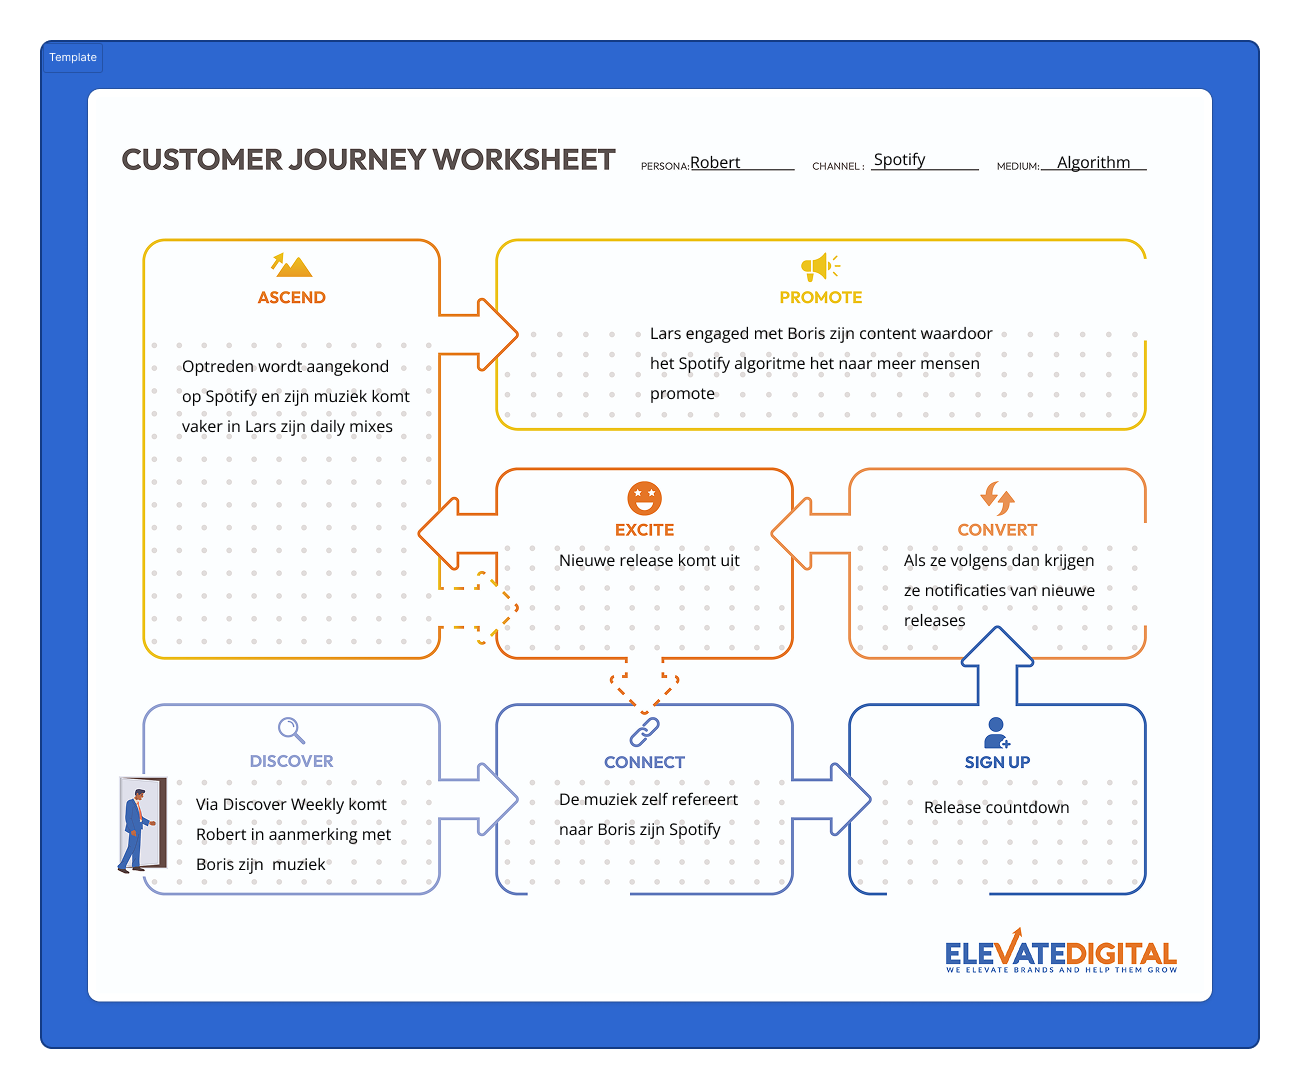 Template
CUSTOMER JOURNEY WORKSHEET
PERSONA: Robert
CHANNEL : Spotify
MEDIUM: Algorithm
ASCEND
Optreden wordt aangekond
op Spotify en zijn muziek komt
vaker in Lars zijn daily mixes
PROMOTE
Lars engaged met Boris zijn content waardoor
het Spotify algoritme het naar meer mensen
promote
EXCITE
Nieuwe release komt uit
CONVERT
Als ze volgens dan krijgen
ze notificaties van nieuwe
releases
DISCOVER
Via Discover Weekly komt
Robert in aanmerking met
Boris zijn  muziek
CONNECT
De muziek zelf refereert
naar Boris zijn Spotify
SIGN UP
Release countdown
ELEVATEDIGITAL
WE ELEVATE BRANDS AND HELP THEM GROW